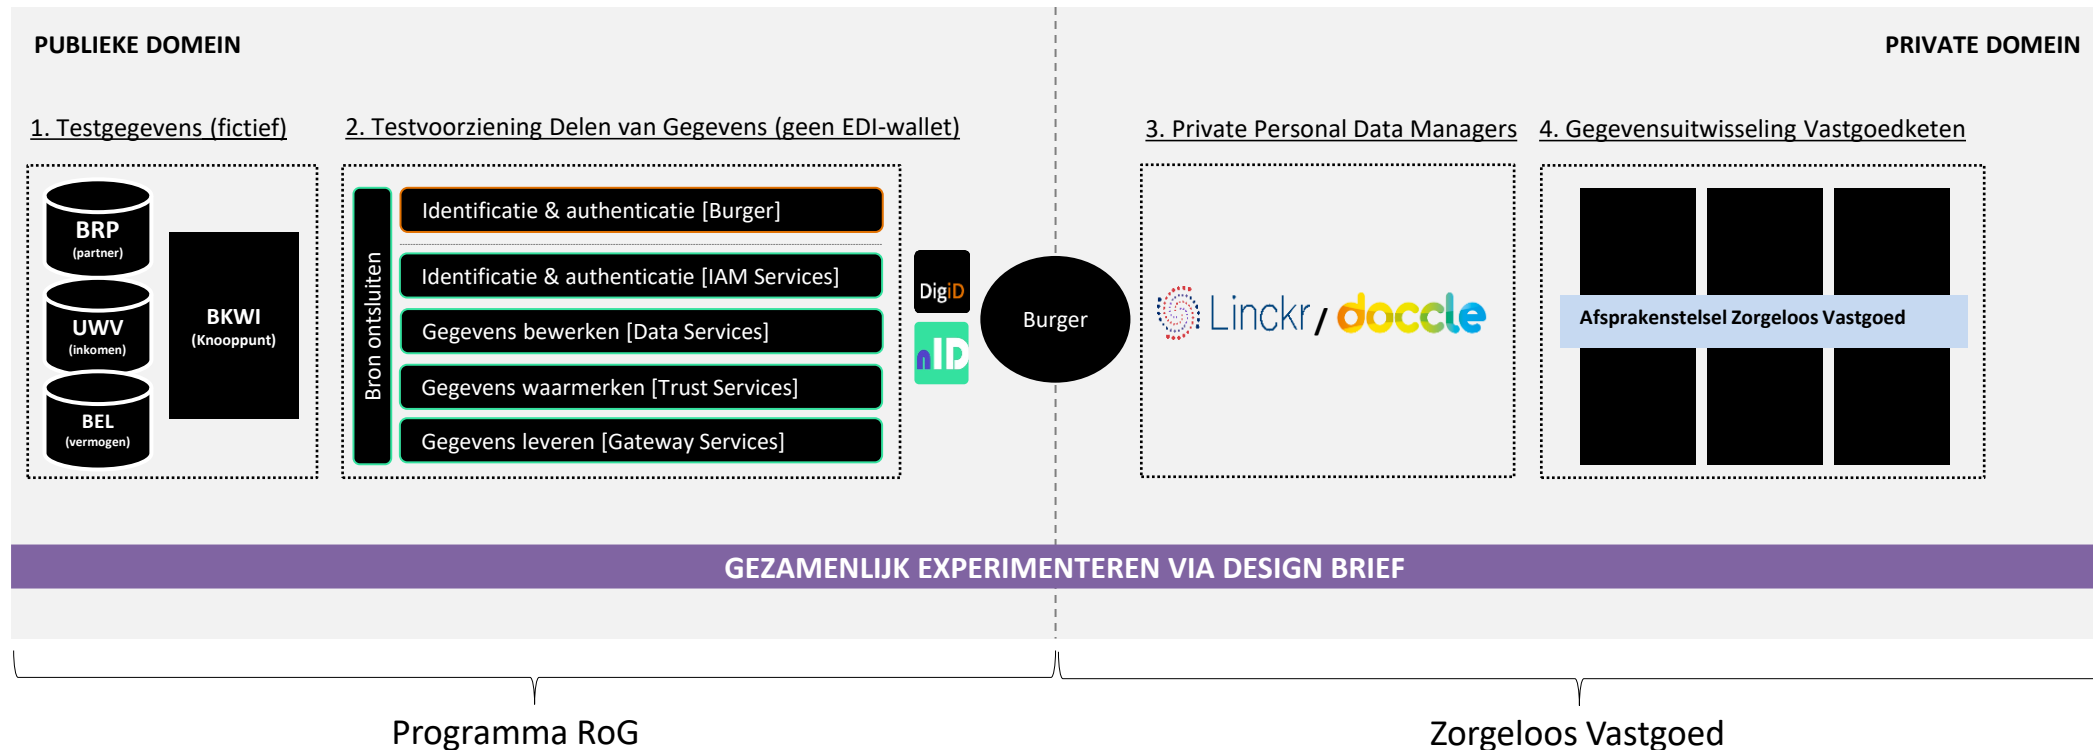 PUBLIEKE DOMEIN
PRIVATE DOMEIN
1. Testgegevens (fictief)
2. Testvoorziening Delen van Gegevens (geen EDI-wallet)
3. Private Personal Data Managers
4. Gegevensuitwisseling Vastgoedketen
BRP
(partner)
UWV
(inkomen)
BEL
(vermogen)
BKWI
(Knooppunt)
Bron ontsluiten
Identificatie & authenticatie [Burger]
Identificatie & authenticatie [IAM Services]
Gegevens bewerken [Data Services]
Gegevens waarmerken [Trust Services]
Gegevens leveren [Gateway Services]
DigiD
nID
Burger
Linckr / doccle
Afsprakenstelsel Zorgeloos Vastgoed
GEZAMENLIJK EXPERIMENTEREN VIA DESIGN BRIEF
Programma RoG
Zorgeloos Vastgoed